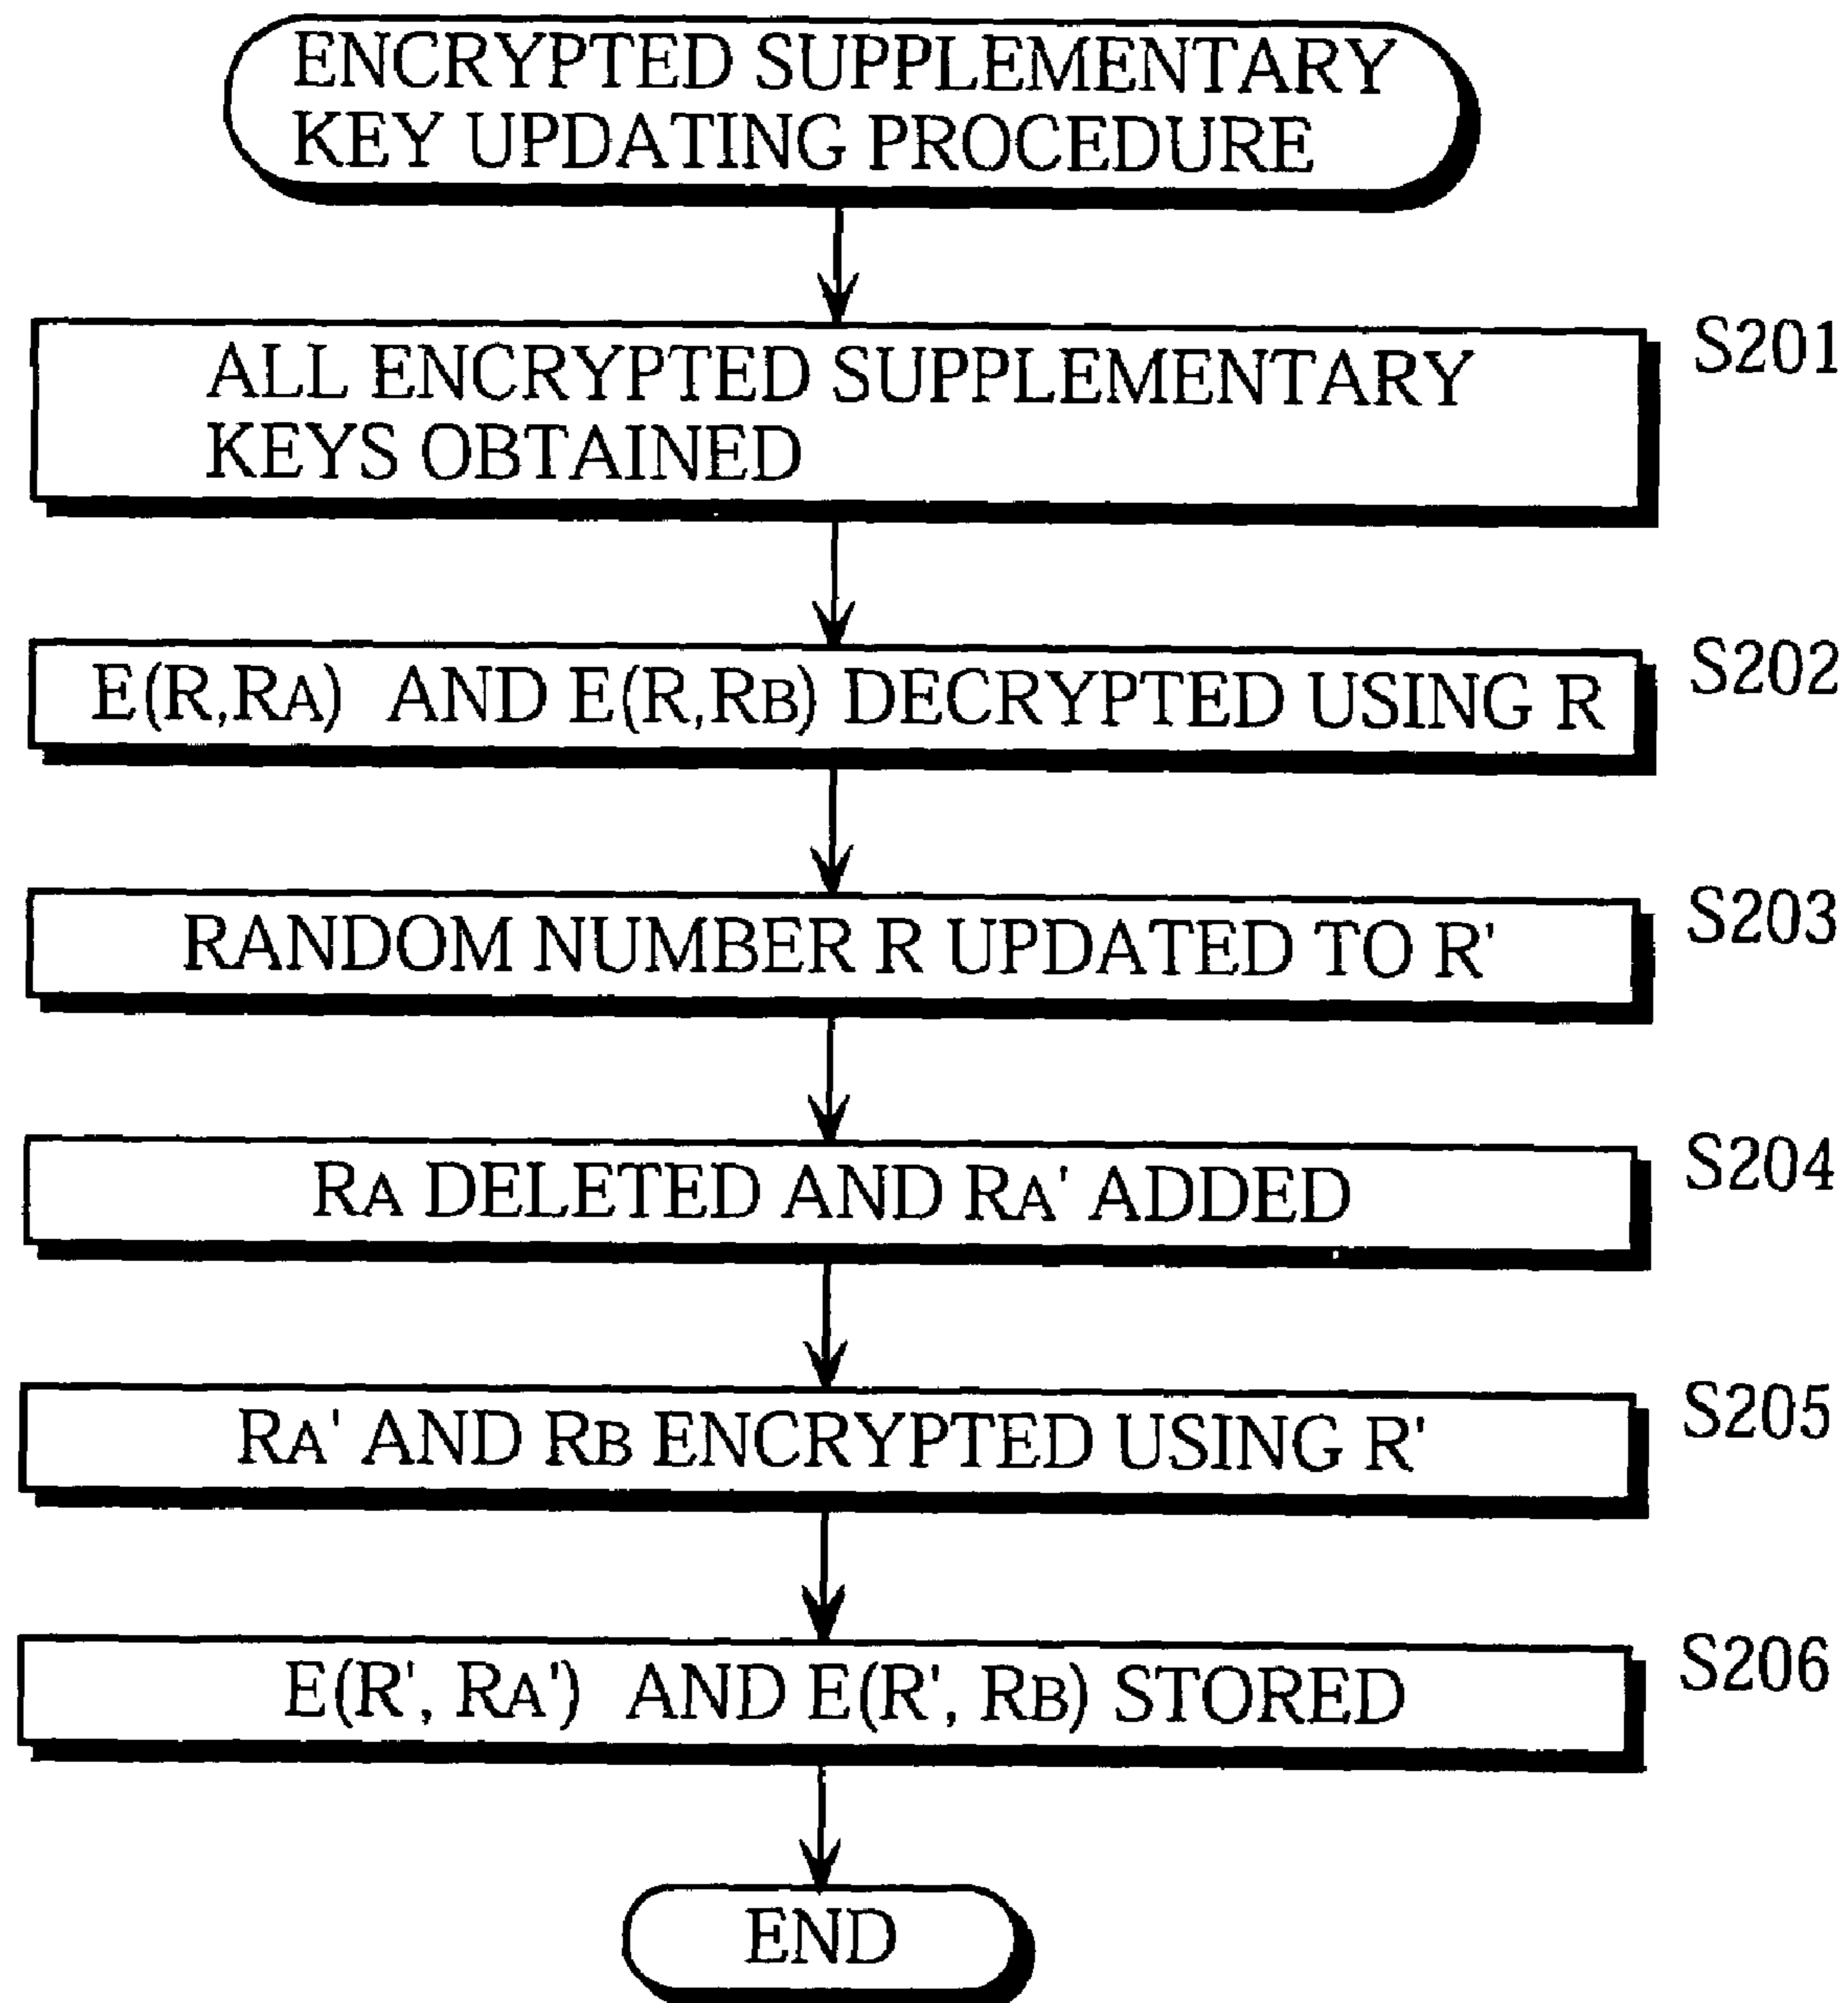 ENCRYPTED SUPPLEMENTARY
KEY UPDATING PROCEDURE
ALL ENCRYPTED SUPPLEMENTARY
KEYS OBTAINED
S201
E(R,RA) AND E(R,RB) DECRYPTED USING R
S202
RANDOM NUMBER R UPDATED TO R'
S203
RA DELETED AND RA' ADDED
S204
RA' AND RB ENCRYPTED USING R'
S205
E(R', RA') AND E(R', RB) STORED
S206
END